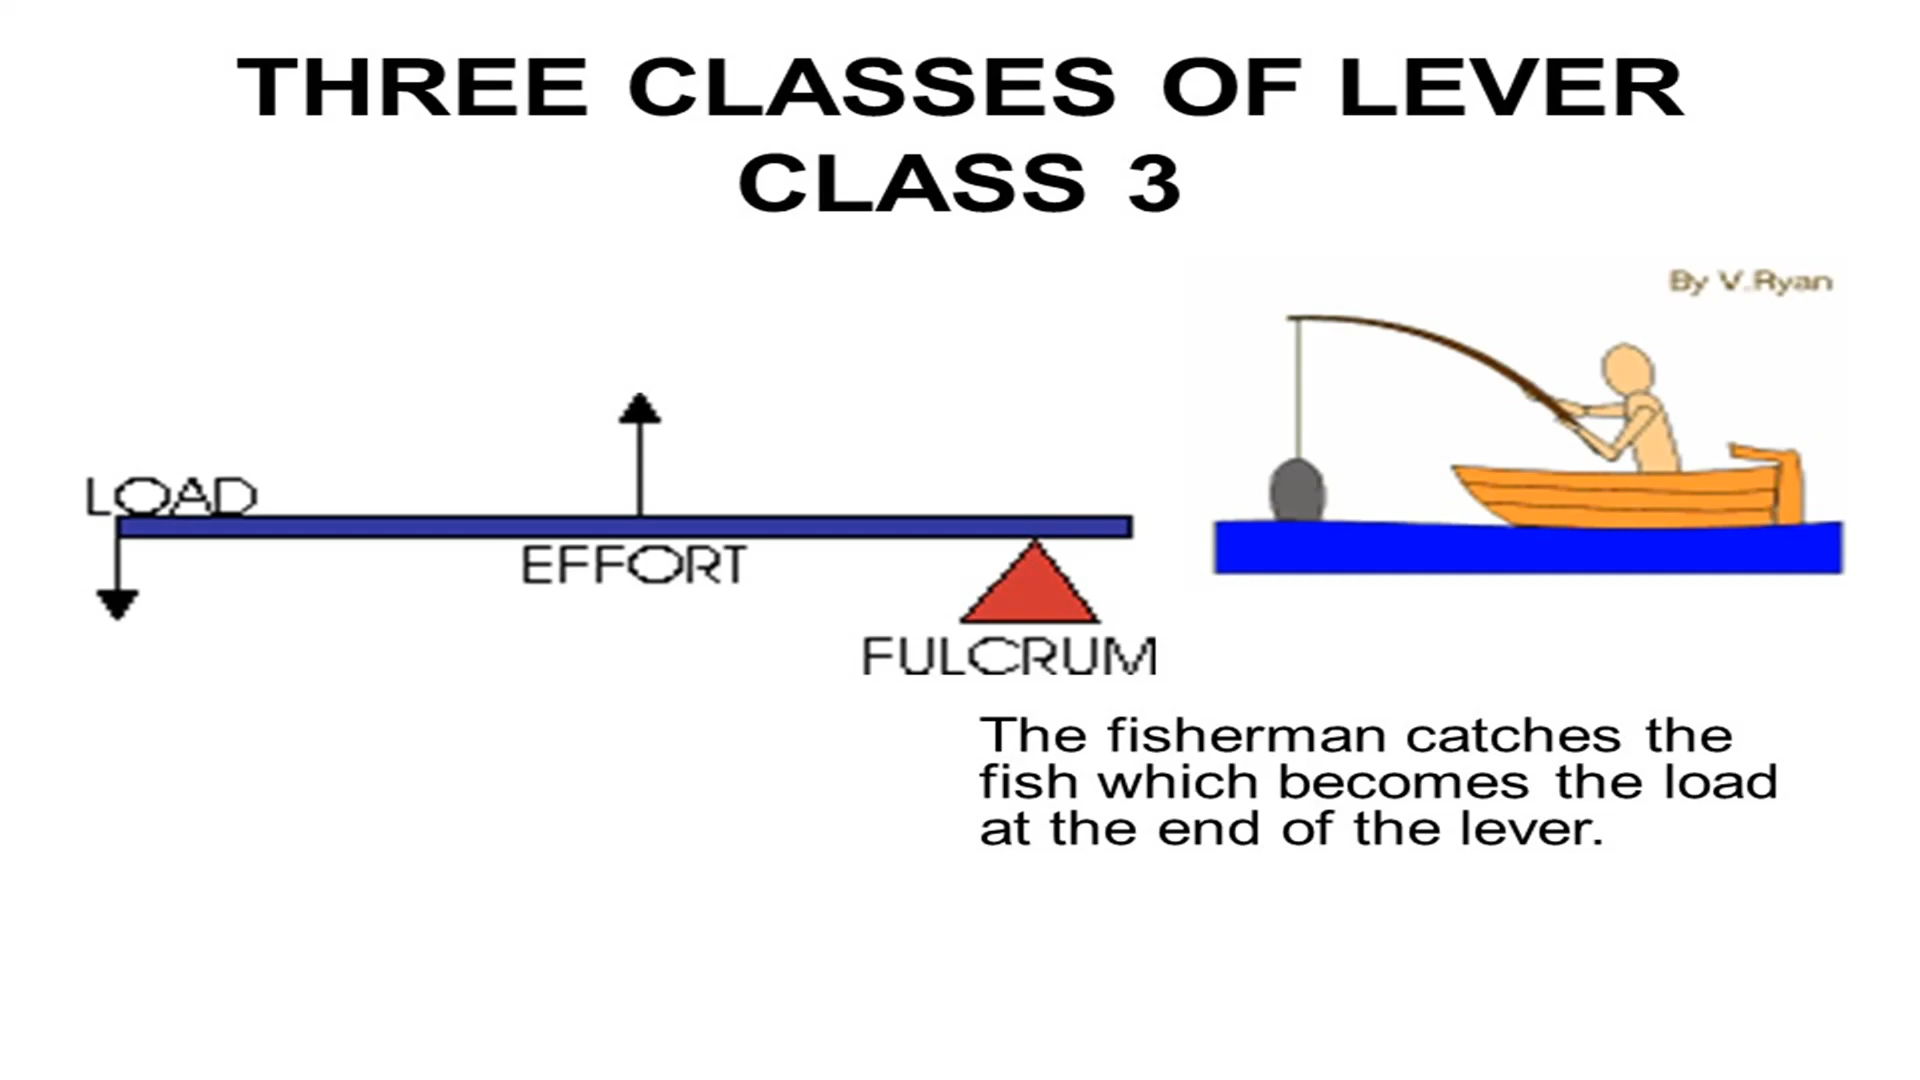 THREE CLASSES OF LEVER
CLASS 3
By V.Ryan
LOAD
EFFORT
FULCRUM
The fisherman catches the
fish which becomes the load
at the end of the lever.